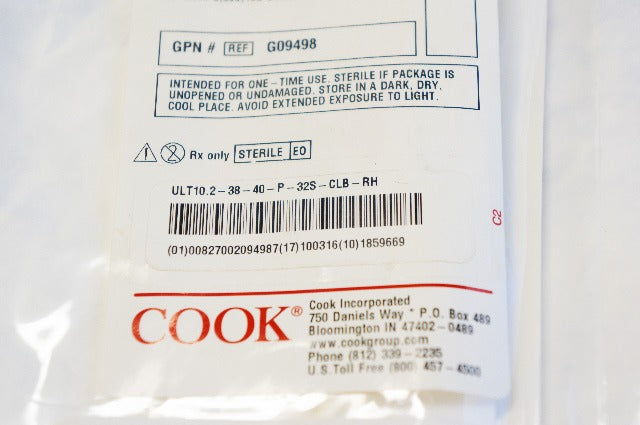 GPN # REF G09498
INTENDED FOR ONE-TIME USE. STERILE IF PACKAGE IS
UNOPENED OR UNDAMAGED. STORE IN A DARK, DRY,
COOL PLACE. AVOID EXTENDED EXPOSURE TO LIGHT.
2 Rx only STERILE EO
ULT10.2-38-40-P-32S-CLB-RH
(01)00827002094987(17)100316(10)1859669
C2
COOK®
Cook Incorporated
750 Daniels Way * P.O. Box 489
Bloomington IN 47402-0489
www.cookgroup.com
Phone (812) 339-2235
U.S. Toll Free (800) 457-4500